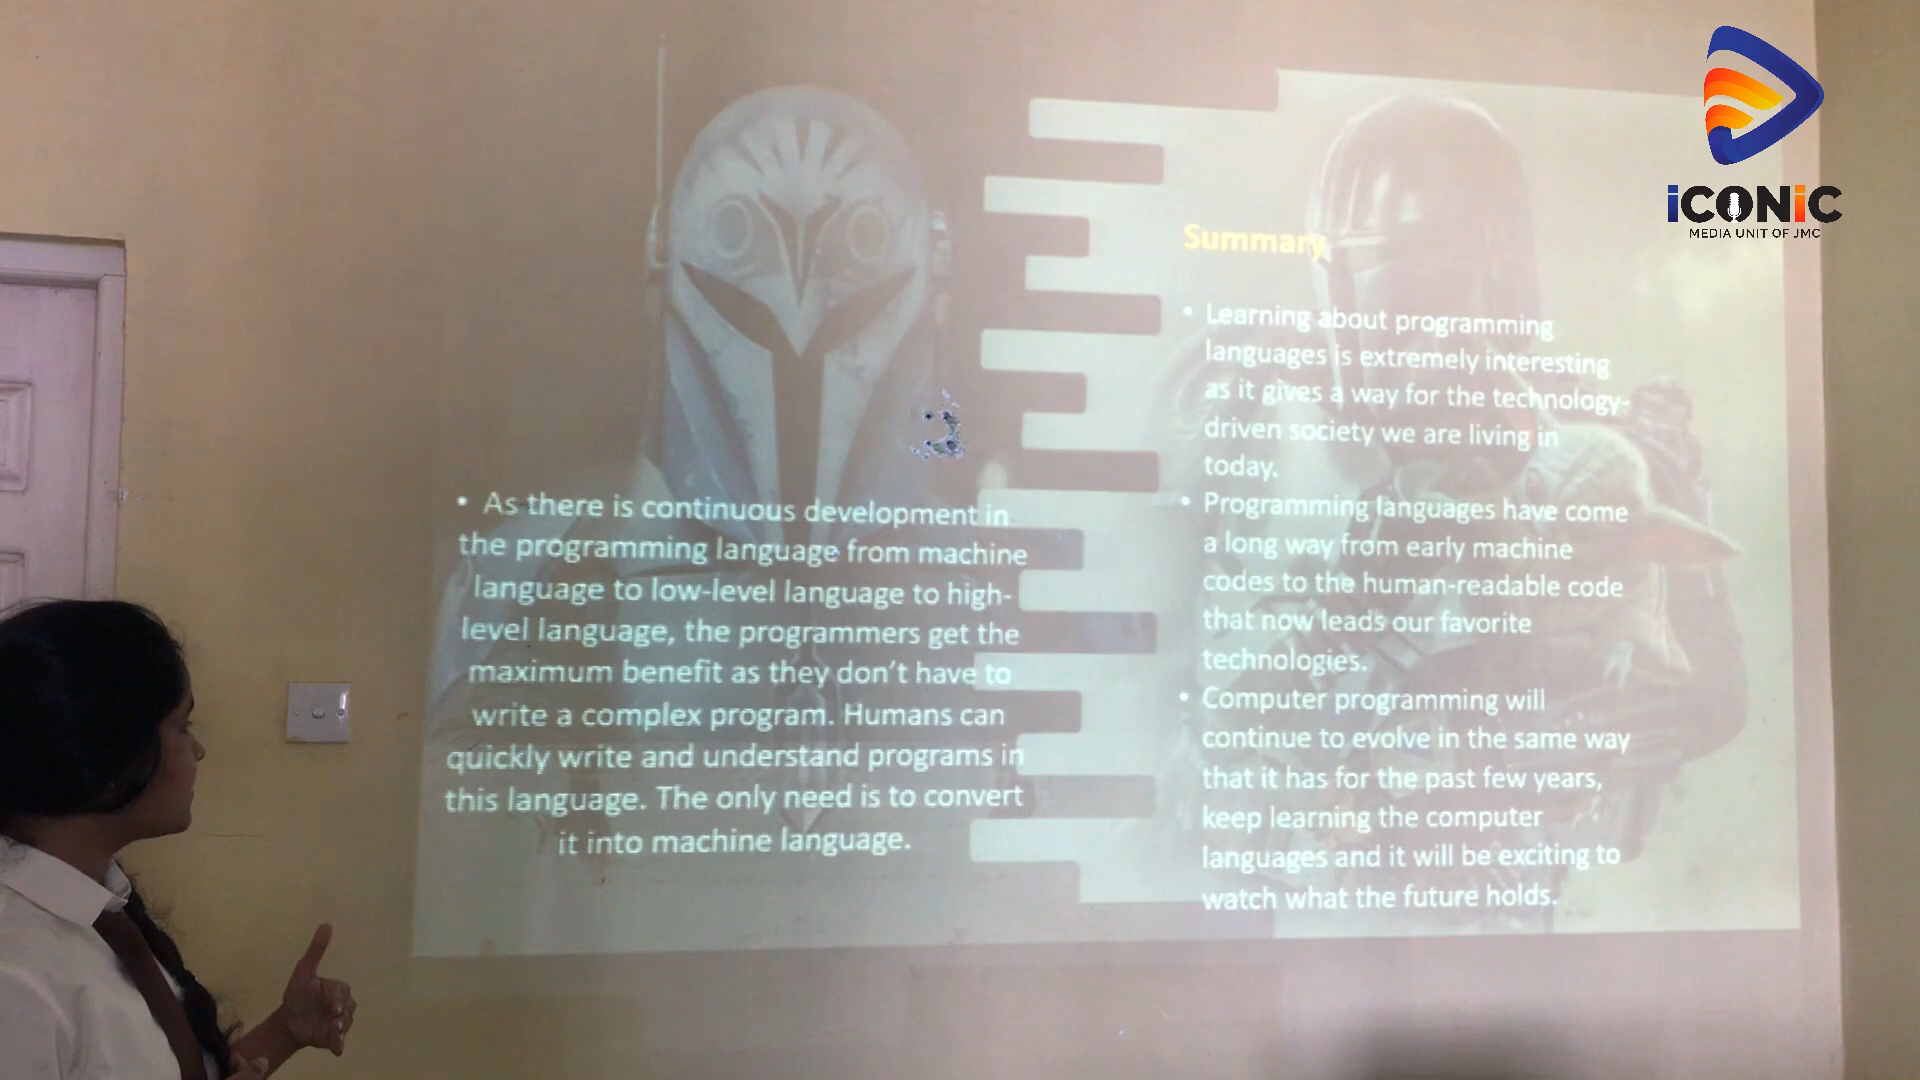 • As there is continuous development in
the programming language from machine
language to low-level language to high-
level language, the programmers get the
maximum benefit as they don't have to
write a complex program. Humans can
quickly write and understand programs in
this language. The only need is to convert
it into machine language.
Summary
• Learning about programming
languages is extremely interesting
as it gives a way for the technology-
driven society we are living in
today.
• Programming languages have come
a long way from early machine
codes to the human-readable code
that now leads our favorite
technologies.
• Computer programming will
continue to evolve in the same way
that it has for the past few years,
keep learning the computer
languages and it will be exciting to
watch what the future holds.
iCONiC
MEDIA UNIT OF JMC